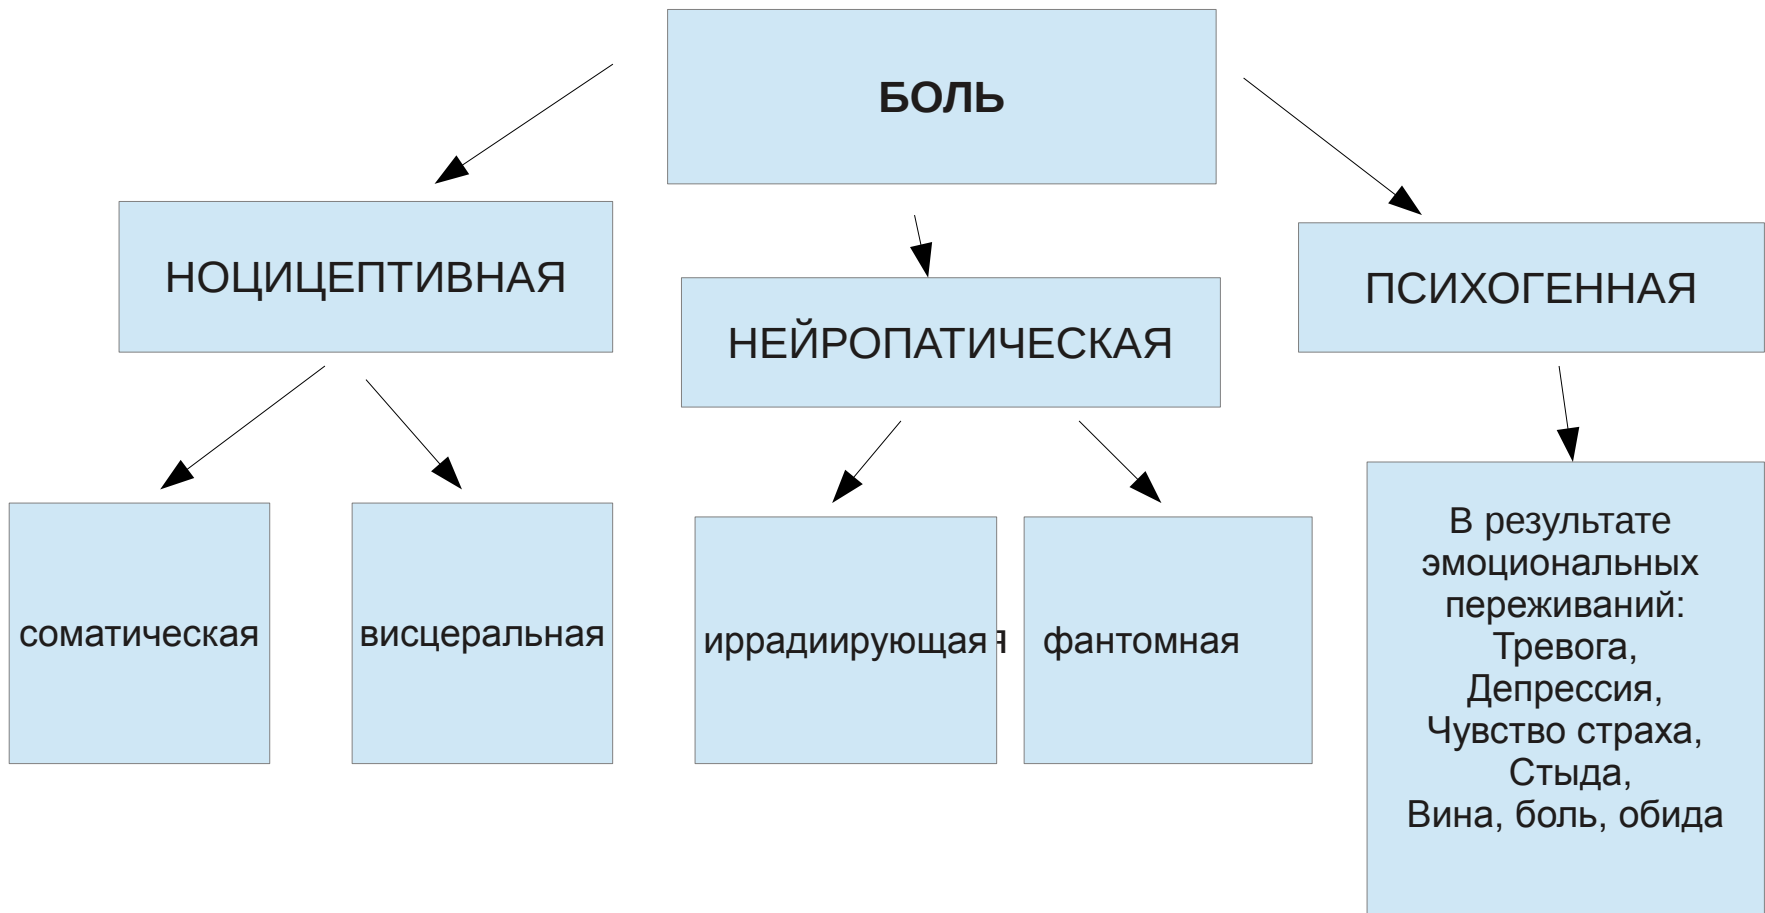 БОЛЬ
НОЦИЦЕПТИВНАЯ
НЕЙРОПАТИЧЕСКАЯ
ПСИХОГЕННАЯ
соматическая
висцеральная
иррадиирующая
фантомная
В результате
эмоциональных
переживаний:
Тревога,
Депрессия,
Чувство страха,
Стыда,
Вина, боль, обида